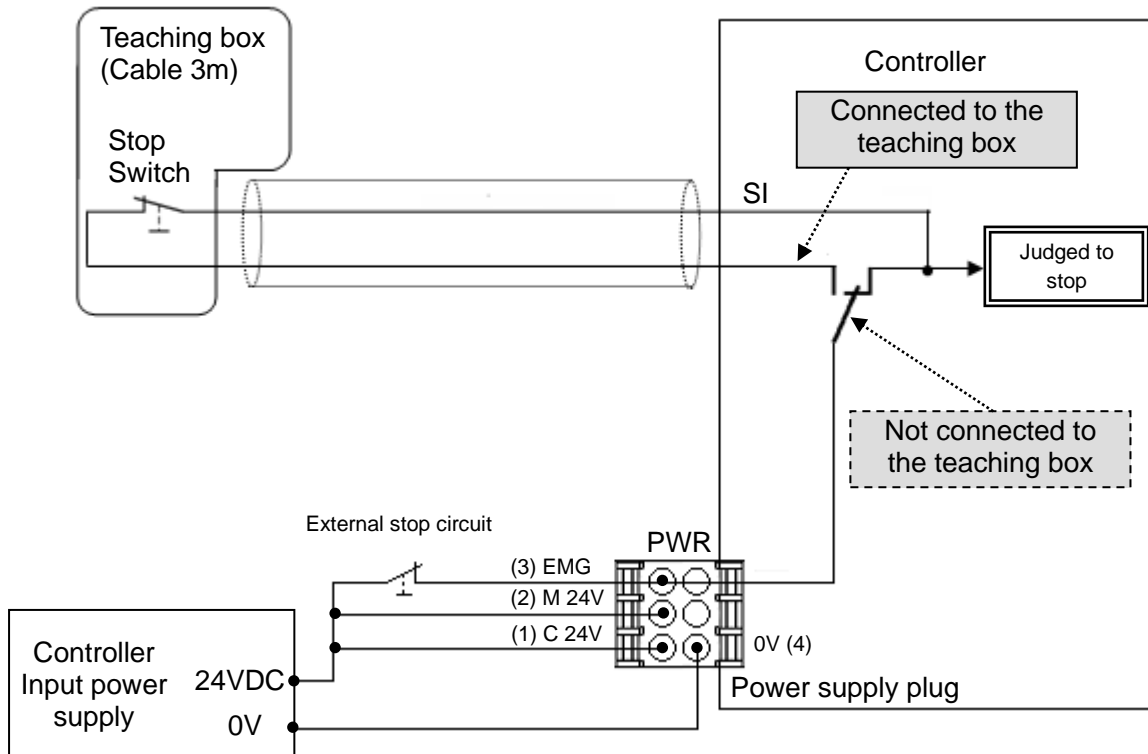 Teaching box
(Cable 3m)
Stop
Switch
Controller
Connected to the
teaching box
SI
Judged to
stop
Not connected to
the teaching box
External stop circuit
PWR
(3) EMG
(2) M 24V
(1) C 24V
0V (4)
Power supply plug
Controller
Input power
supply
24VDC
0V